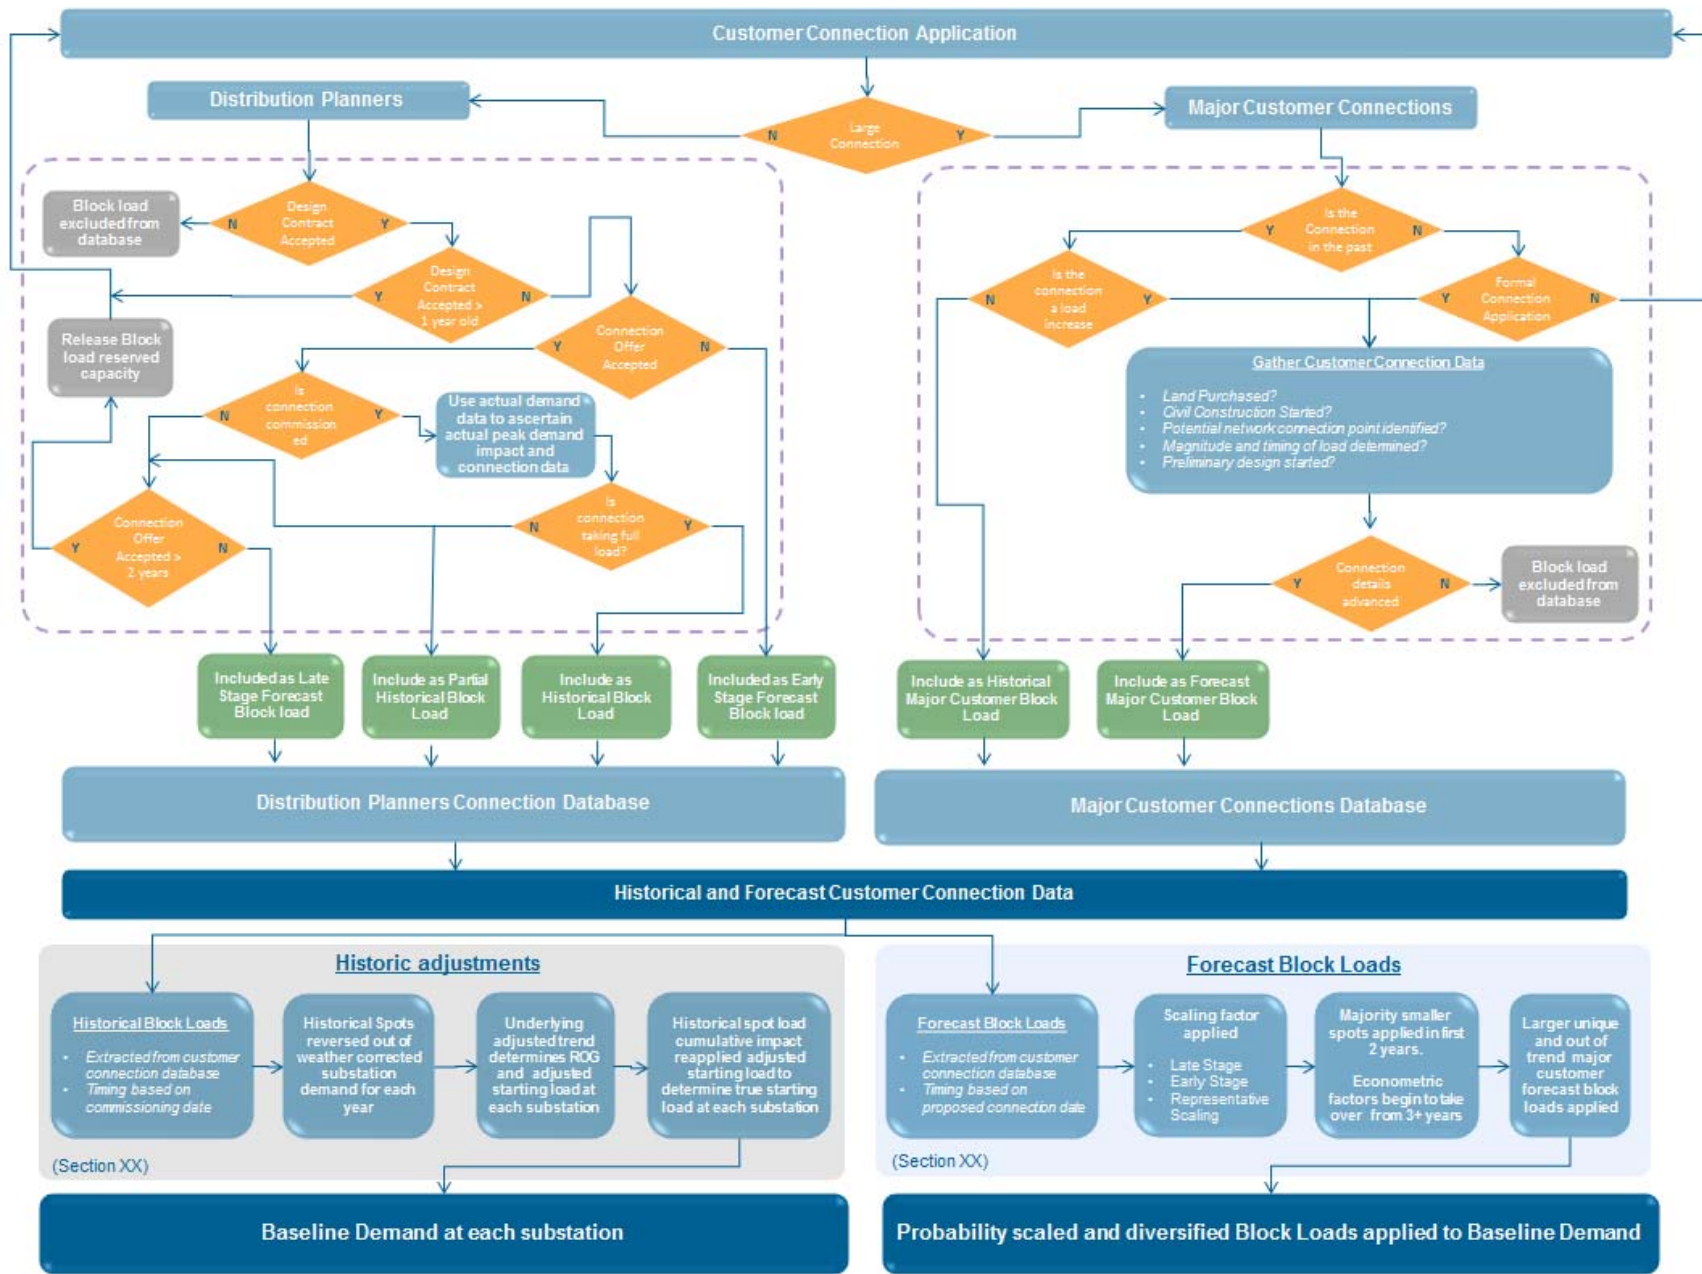 Customer Connection Application
Distribution Planners
N
Large
Connection
Y
Major Customer Connections
Block load
excluded from
database
N
Design
Contract
Accepted
Y
Y
Design
Contract
Accepted >
1 year old
N
Release Block
load reserved
capacity
Y
Connection
Offer
Accepted
N
N
Is
connection
commission
ed
Y
Use actual demand
data to ascertain
actual peak demand
impact and
connection data
Y
Connection
Offer
Accepted >
2 years
N
N
Is
connection
taking full
load?
Y
Y
Is the
Connection
in the past
N
N
Is the
connection
a load
increase
Y
Y
Formal
Connection
Application
N
Gather Customer Connection Data
• Land Purchased?
• Civil Construction Started?
• Potential network connection point identified?
• Magnitude and timing of load determined?
• Preliminary design started?
Y
Connection
details
advanced
N
Block load
excluded from
database
Included as Late
Stage Forecast
Block load
Include as Partial
Historical Block
Load
Include as
Historical Block
Load
Included as Early
Stage Forecast
Block load
Include as Historical
Major Customer Block
Load
Include as Forecast
Major Customer Block
Load
Distribution Planners Connection Database
Major Customer Connections Database
Historical and Forecast Customer Connection Data
Historic adjustments
Historical Block Loads
• Extracted from customer
connection database
• Timing based on
commissioning date
Historical Spots
reversed out of
weather corrected
substation
demand for each
year
Underlying
adjusted trend
determines ROG
and adjusted
starting load at
each substation
Historical spot load
cumulative impact
reapplied adjusted
starting load to
determine true starting
load at each substation
(Section XX)
Forecast Block Loads
Forecast Block Loads
• Extracted from customer
connection database
• Timing based on
proposed connection date
Scaling factor
applied
• Late Stage
• Early Stage
• Representative
Scaling
Majority smaller
spots applied in first
2 years.
Econometric
factors begin to take
over from 3+ years
Larger unique
and out of
trend major
customer
forecast block
loads applied
(Section XX)
Baseline Demand at each substation
Probability scaled and diversified Block Loads applied to Baseline Demand